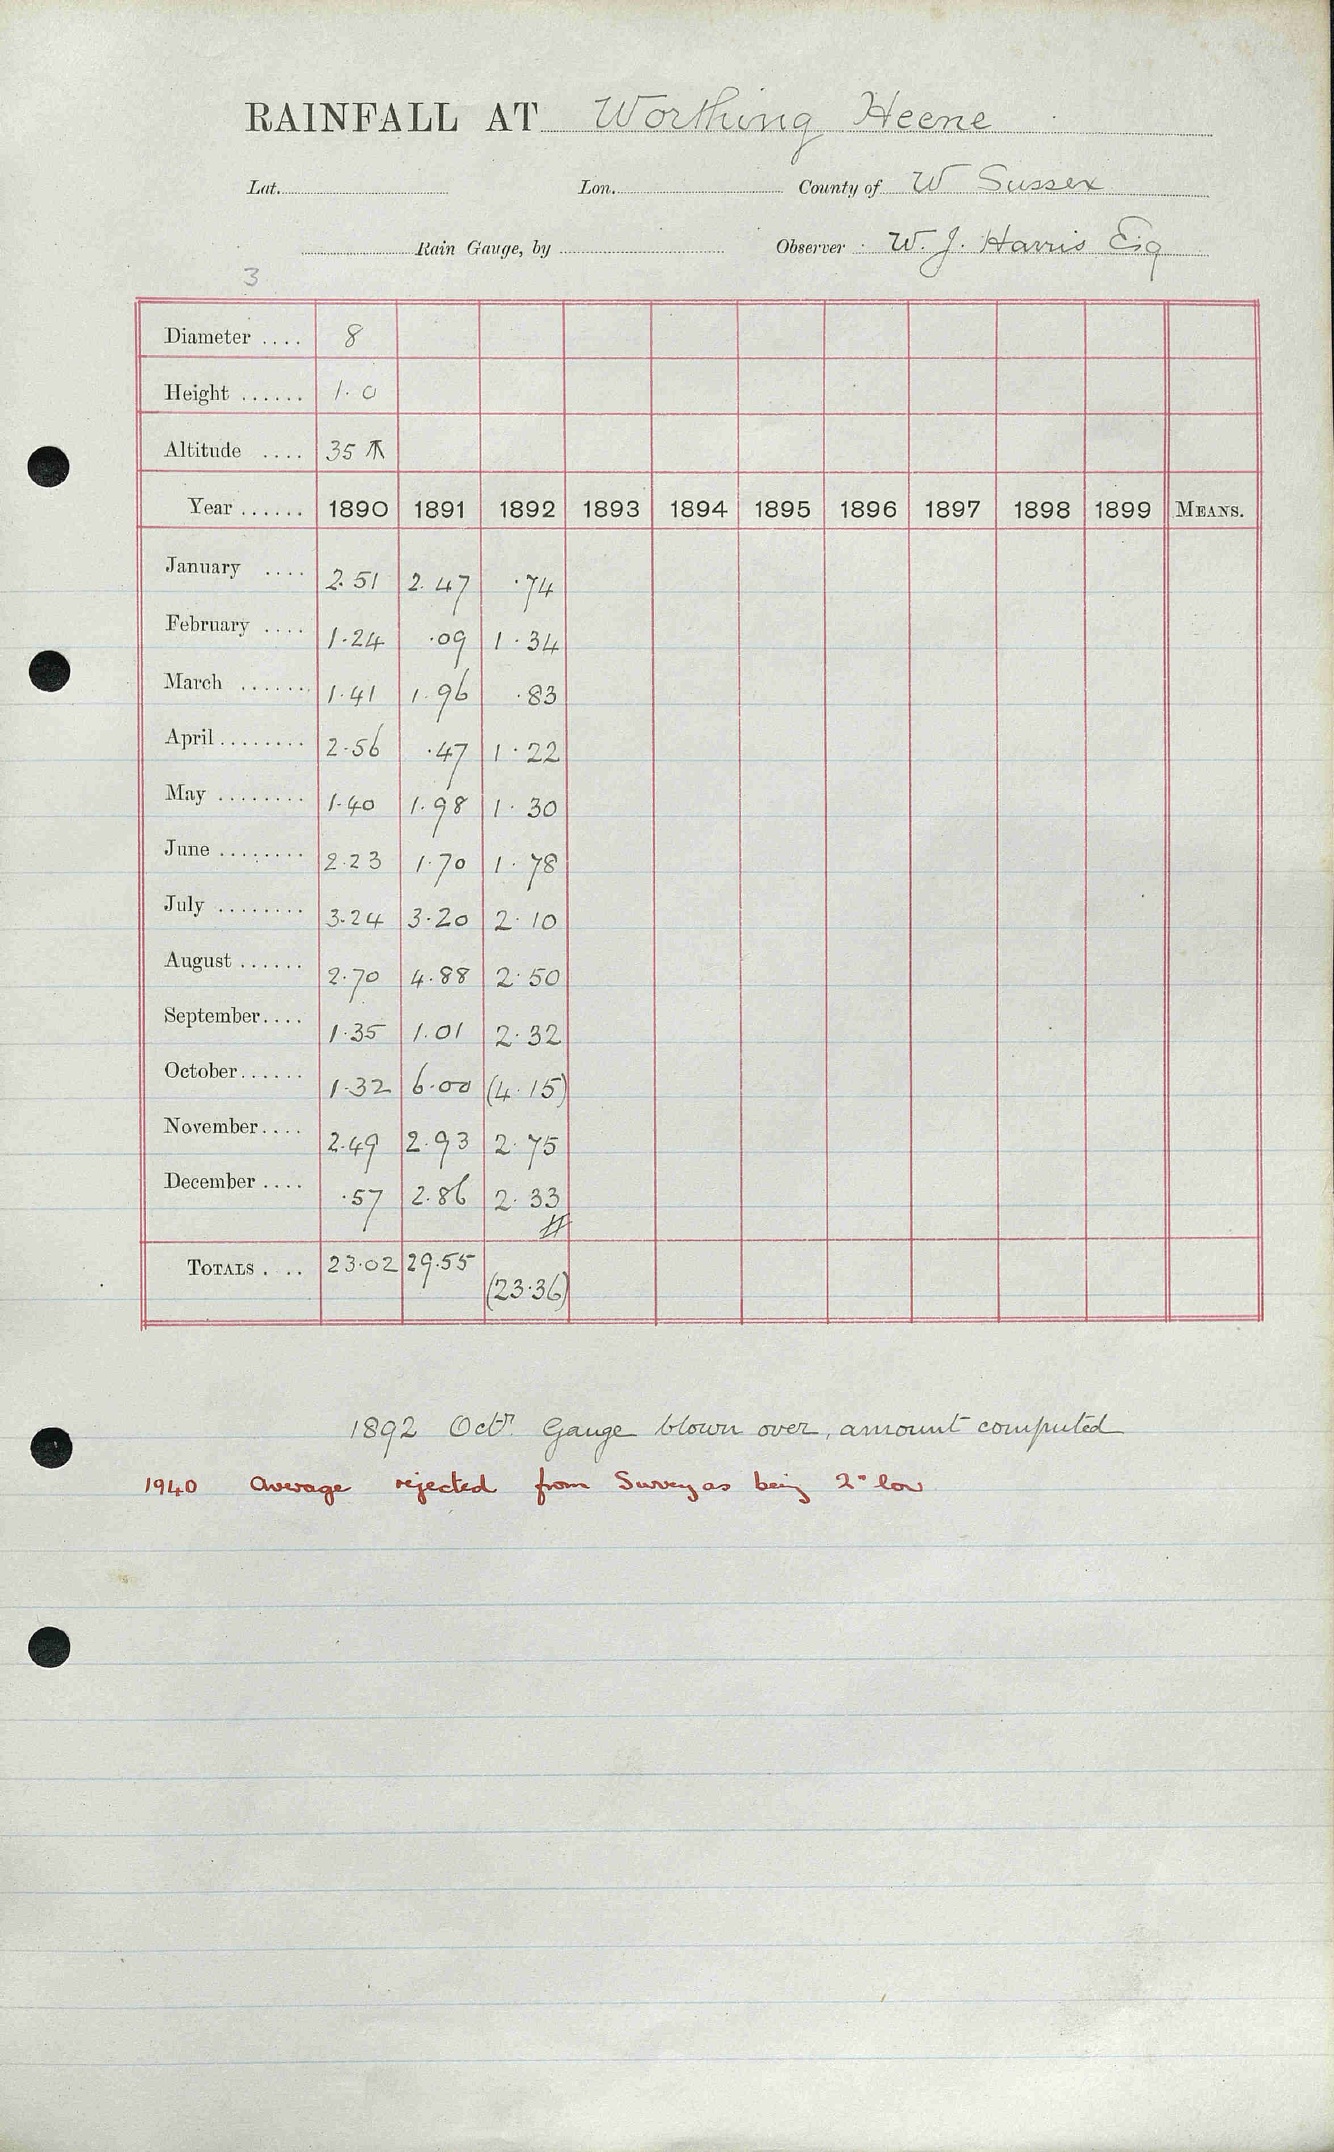 RAINFALL AT Worthing Heene
Lat. Lon. County of W Sussex
Rain Gauge, by Observer W. J. Harris Esq
3
Diameter .... 8
Height ...... 1.0
Altitude .... 35
Year ...... 1890 1891 1892 1893 1894 1895 1896 1897 1898 1899 MEANS.
January .... 2.51 2.47 .74
February .... 1.24 .09 1.34
March ....... 1.41 1.96 .83
April ........ 2.56 .47 1.22
May ........ 1.40 1.98 1.30
June ........ 2.23 1.70 1.78
July ........ 3.24 3.20 2.10
August ...... 2.70 4.88 2.50
September.... 1.35 1.01 2.32
October...... 1.32 6.00 (4.15)
November.... 2.49 2.93 2.75
December .... .57 2.86 2.33
TOTALS . .. 23.02 29.55 (23.36)
1892 Octr. Gauge blown over, amount computed
1940 Average rejected from Survey as being 2" low